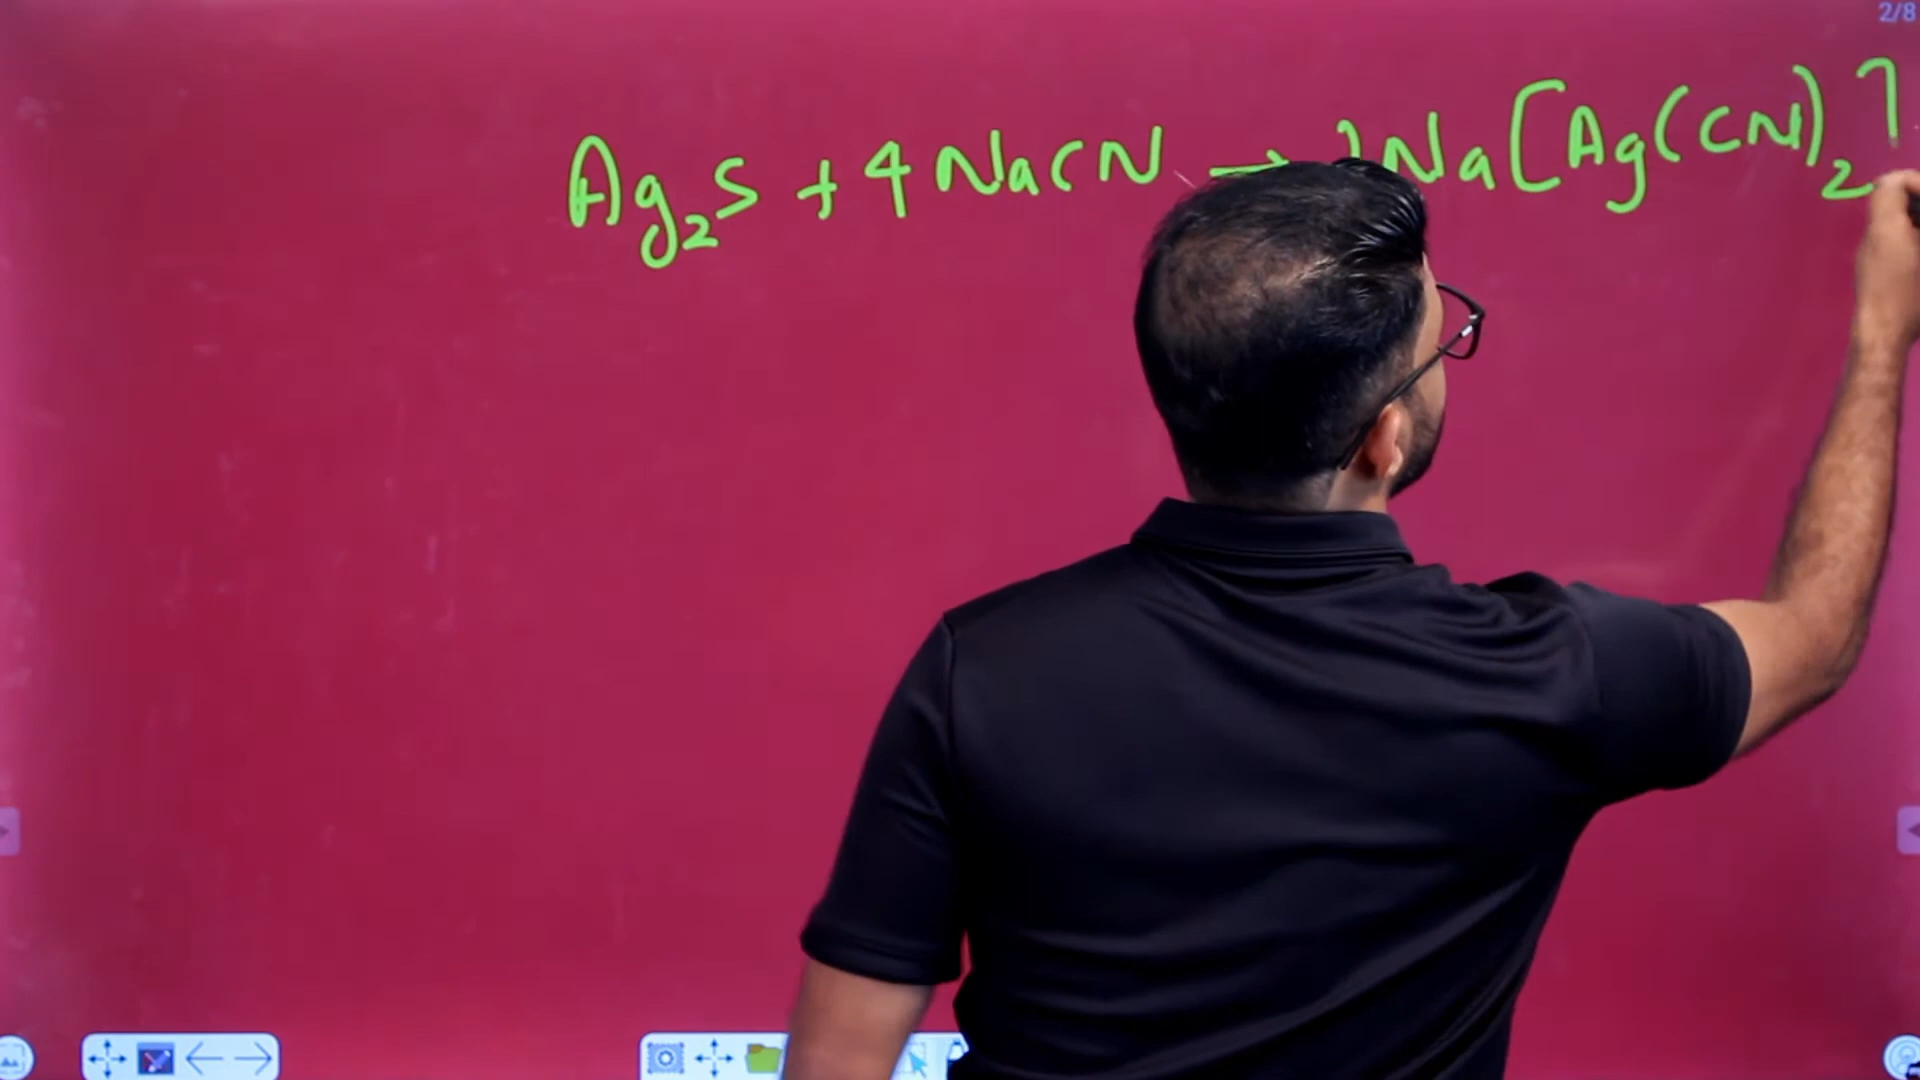 2/8
Ag₂S + 4NaCN → 2Na[Ag(CN)₂]